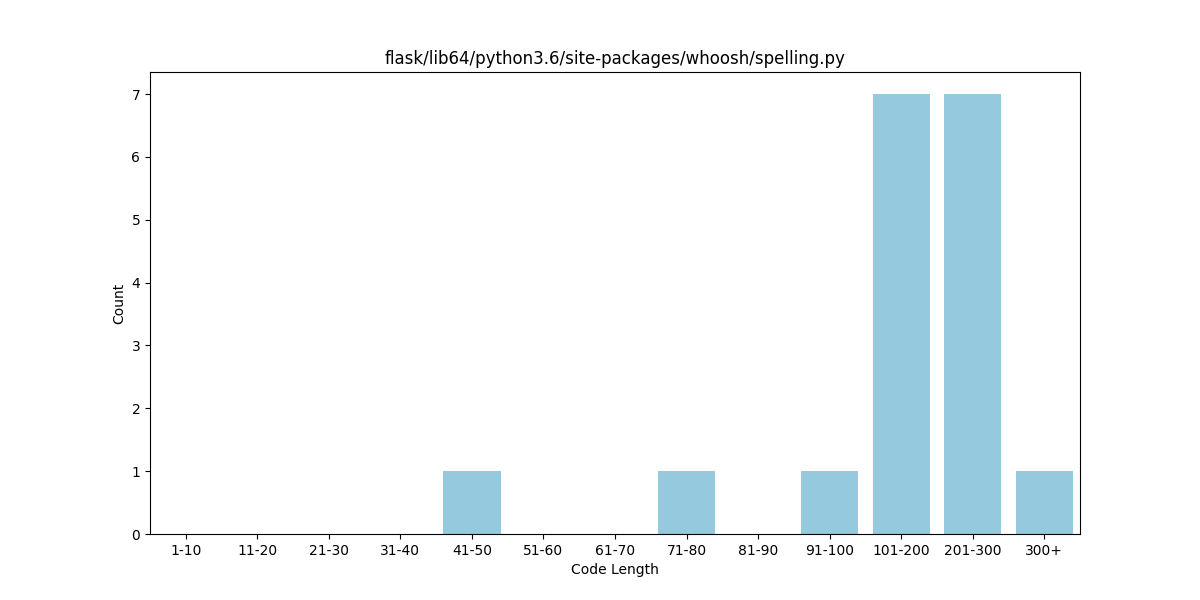 flask/lib64/python3.6/site-packages/whoosh/spelling.py
7
6
5
4
3
2
1
0
Count
1-10 11-20 21-30 31-40 41-50 51-60 61-70 71-80 81-90 91-100 101-200 201-300 300+
Code Length